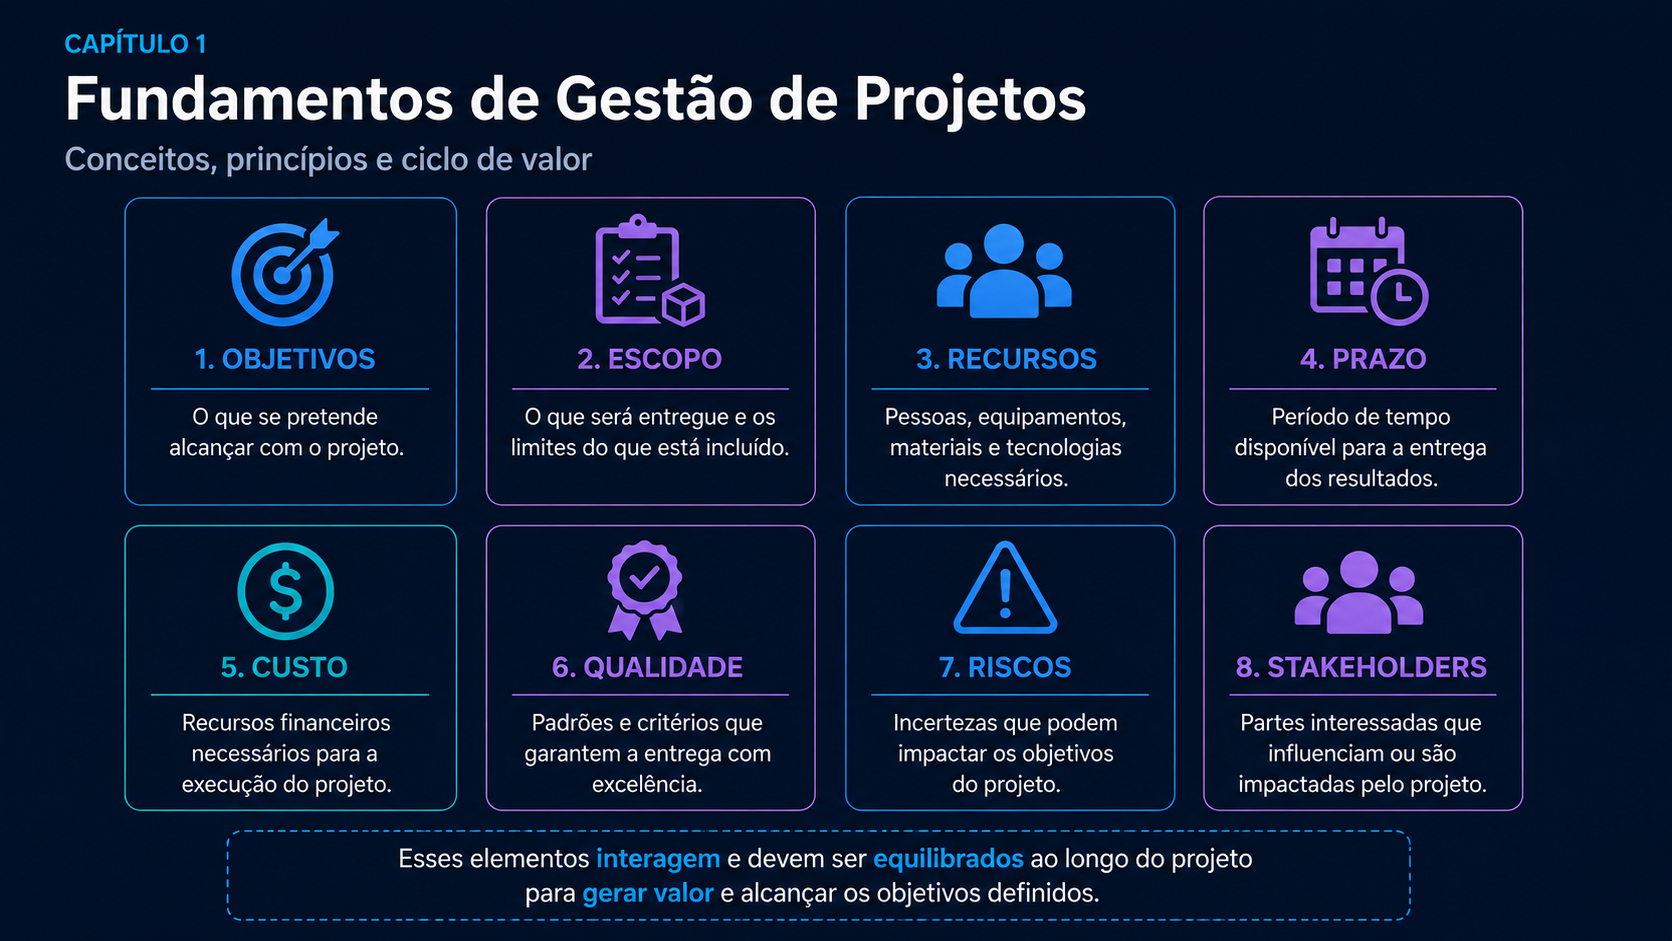 CAPÍTULO 1
Fundamentos de Gestão de Projetos
Conceitos, princípios e ciclo de valor
1. OBJETIVOS
O que se pretende
alcançar com o projeto.
2. ESCOPO
O que será entregue e os
limites do que está incluído.
3. RECURSOS
Pessoas, equipamentos,
materiais e tecnologias
necessários.
4. PRAZO
Período de tempo
disponível para a entrega
dos resultados.
5. CUSTO
Recursos financeiros
necessários para a
execução do projeto.
6. QUALIDADE
Padrões e critérios que
garantem a entrega com
excelência.
7. RISCOS
Incertezas que podem
impactar os objetivos
do projeto.
8. STAKEHOLDERS
Partes interessadas que
influenciam ou são
impactadas pelo projeto.
Esses elementos interagem e devem ser equilibrados ao longo do projeto
para gerar valor e alcançar os objetivos definidos.